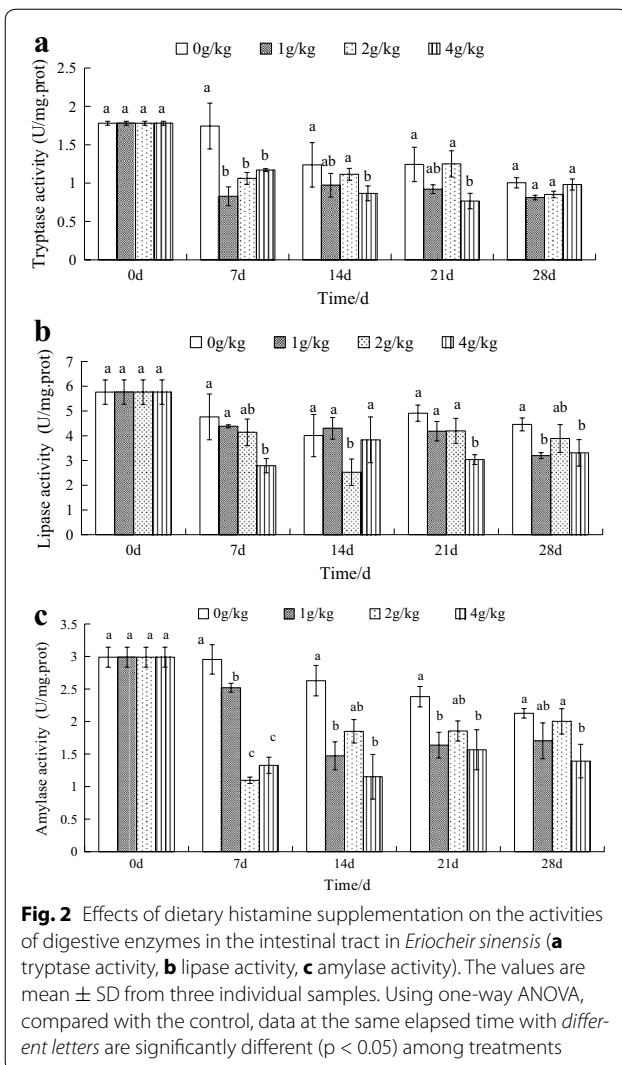 a
0g/kg 1g/kg 2g/kg 4g/kg
Tryptase activity (U/mg.prot)
2.5
2
1.5
1
0.5
0
a a a a
a b b b
a ab a b
a ab a b
a a a a
0d 7d 14d 21d 28d
Time/d
b
0g/kg 1g/kg 2g/kg 4g/kg
Lipase activity (U/mg.prot)
7
6
5
4
3
2
1
0
a a a a
a a ab b
a a b a
a a a b
a b ab b
0d 7d 14d 21d 28d
Time/d
c
0g/kg 1g/kg 2g/kg 4g/kg
Amylase activity (U/mg.prot)
3.5
3
2.5
2
1.5
1
0.5
0
a a a a
a b c c
a b ab b
a b ab b
a ab a b
0d 7d 14d 21d 28d
Time/d
Fig. 2 Effects of dietary histamine supplementation on the activities
of digestive enzymes in the intestinal tract in Eriocheir sinensis (a
tryptase activity, b lipase activity, c amylase activity). The values are
mean ± SD from three individual samples. Using one-way ANOVA,
compared with the control, data at the same elapsed time with differ-
ent letters are significantly different (p < 0.05) among treatments